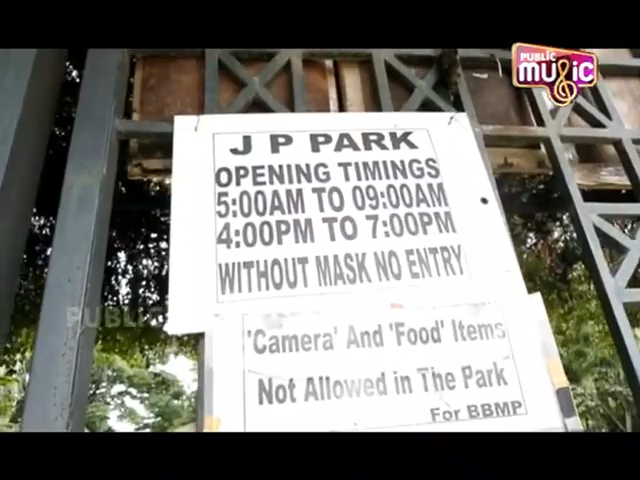 PUBLiC
music
J P PARK
OPENING TIMINGS
5:00AM TO 09:00AM
4:00PM TO 7:00PM
WITHOUT MASK NO ENTRY
PUBLIC
'Camera' And 'Food' Items
Not Allowed in The Park
For BBMP